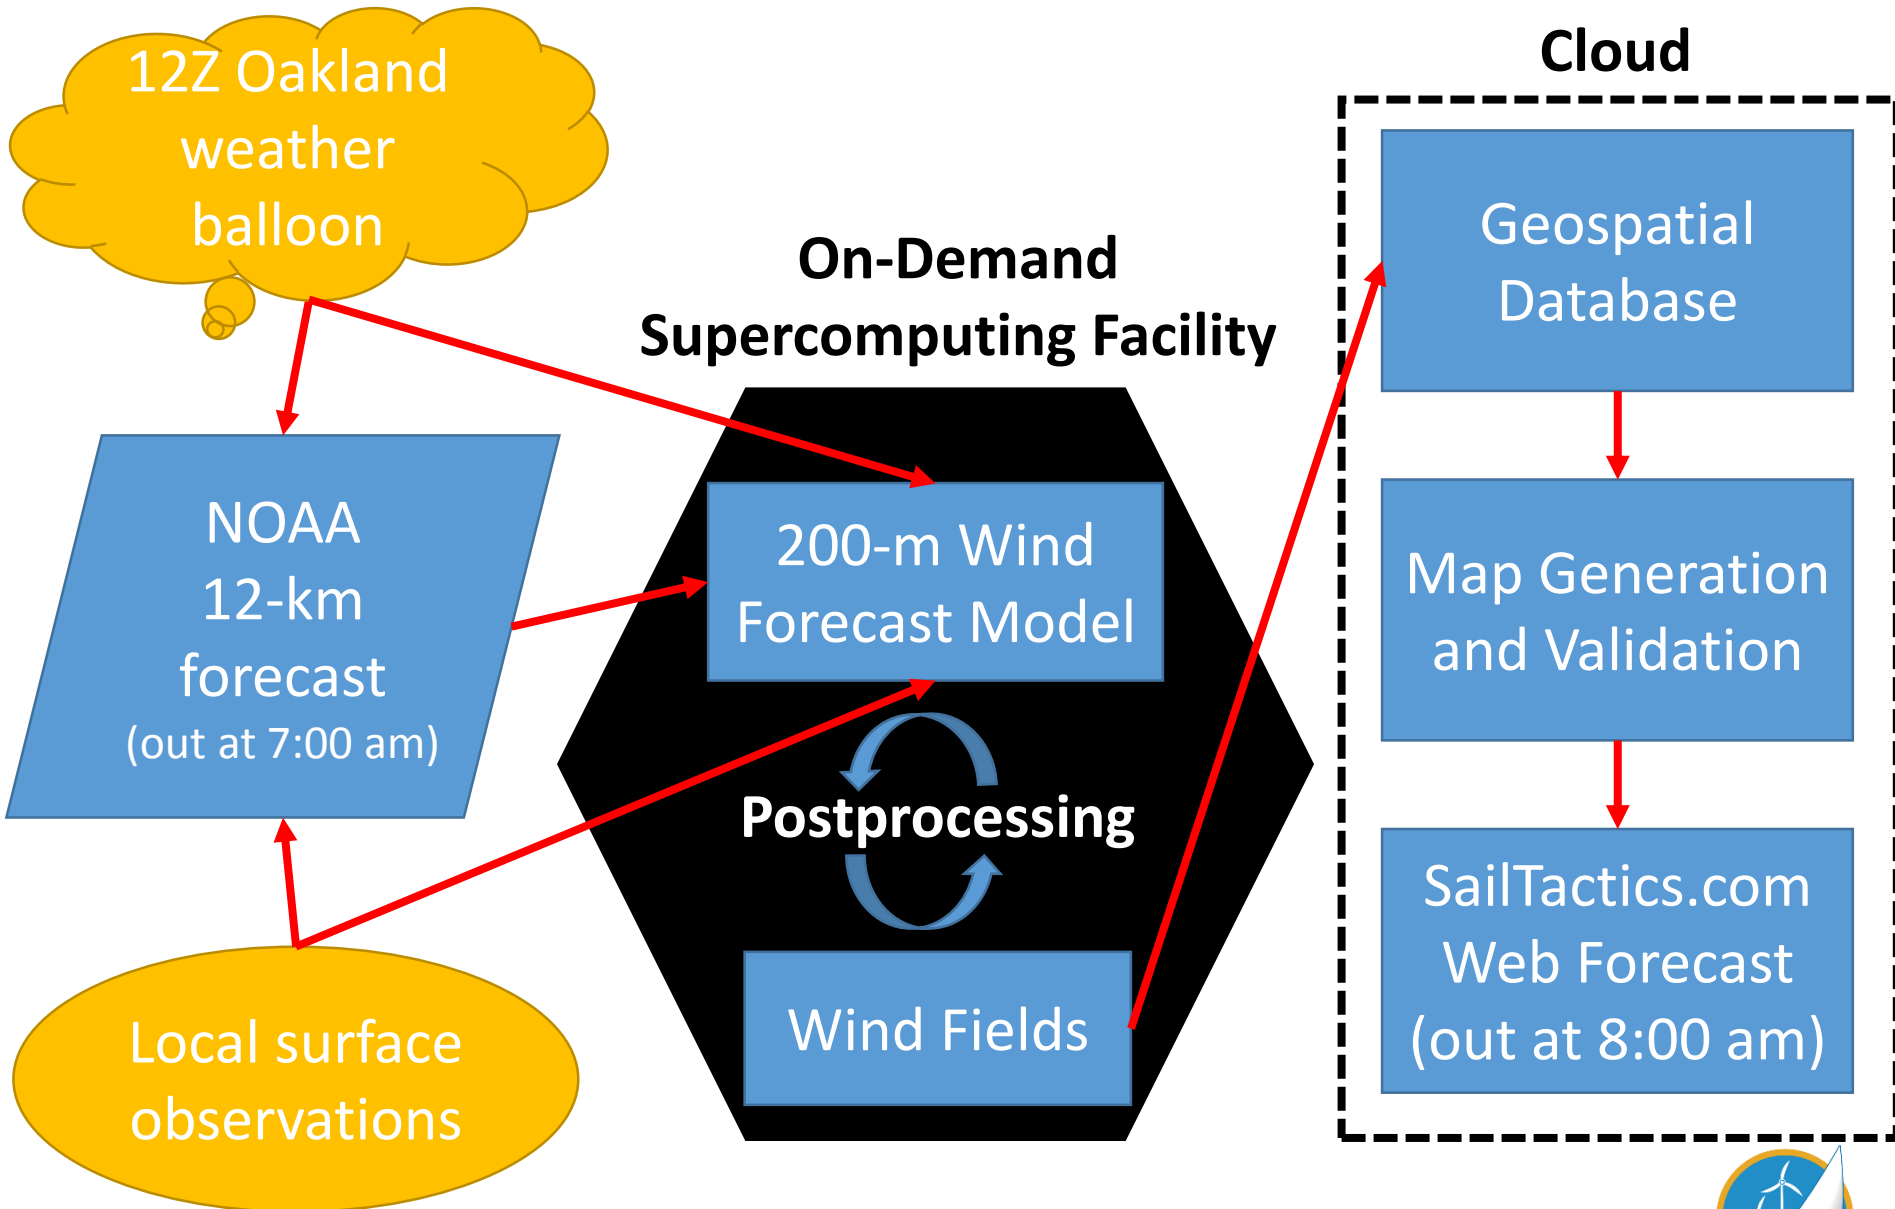 12Z Oakland
weather
balloon
NOAA
12-km
forecast
(out at 7:00 am)
Local surface
observations
On-Demand
Supercomputing Facility
200-m Wind
Forecast Model
Postprocessing
Wind Fields
Cloud
Geospatial
Database
Map Generation
and Validation
SailTactics.com
Web Forecast
(out at 8:00 am)